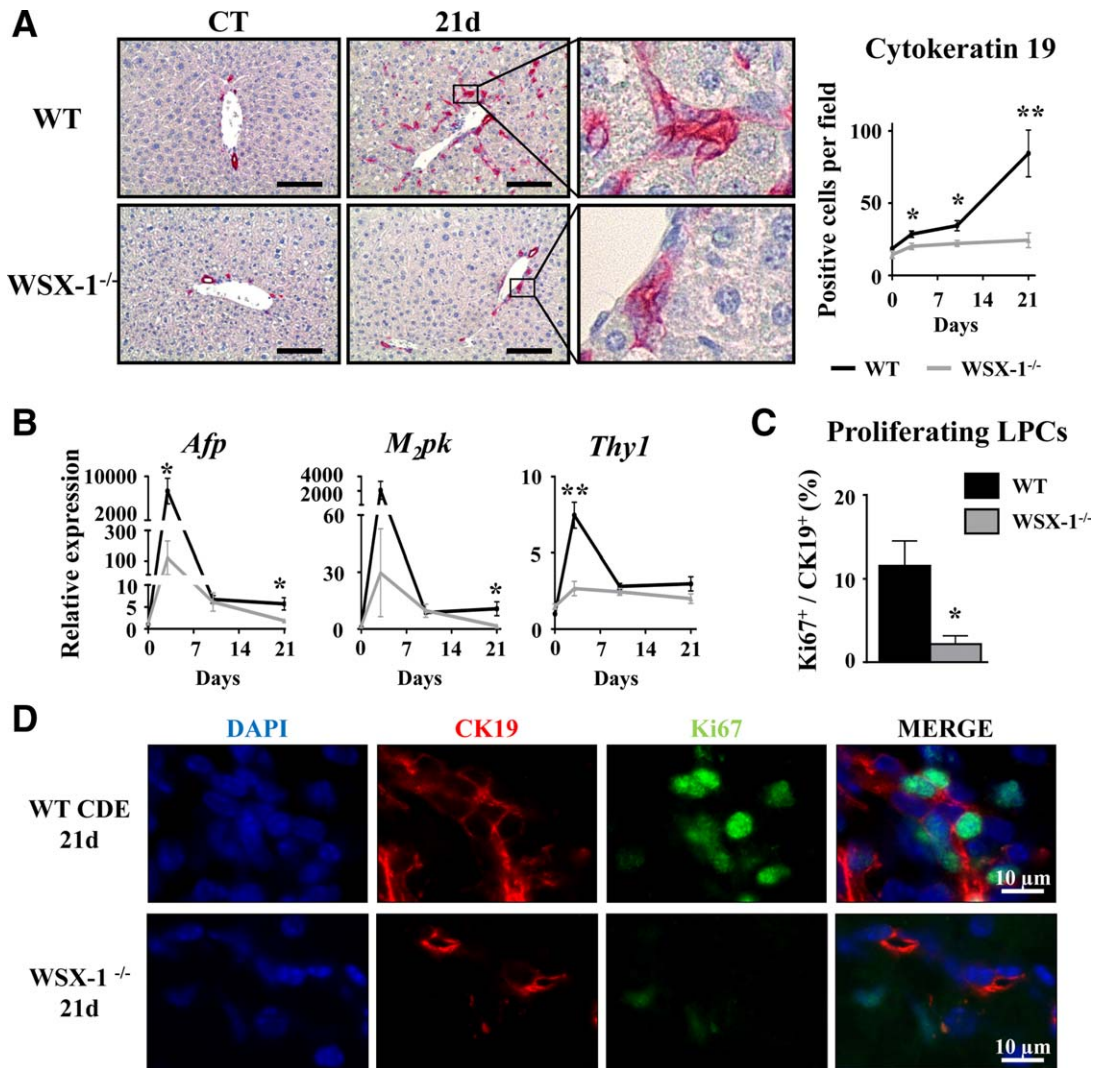 A
CT
21d
WT
WSX-1-/-
Cytokeratin 19
Positive cells per field
100
50
0
**
*
*
0 7 14 21
Days
WT WSX-1-/-
B
Afp
M2pk
Thy1
Relative expression
10000
5000
2000
300
100
10
5
0
*
*
0 7 14 21
Days
4000
2000
60
30
0
*
0 7 14 21
Days
10
5
0
**
0 7 14 21
Days
C
Proliferating LPCs
WT
WSX-1-/-
Ki67+ / CK19+ (%)
20
10
0
*
D
DAPI
CK19
Ki67
MERGE
WT CDE
21d
10 µm
WSX-1 -/-
21d
10 µm